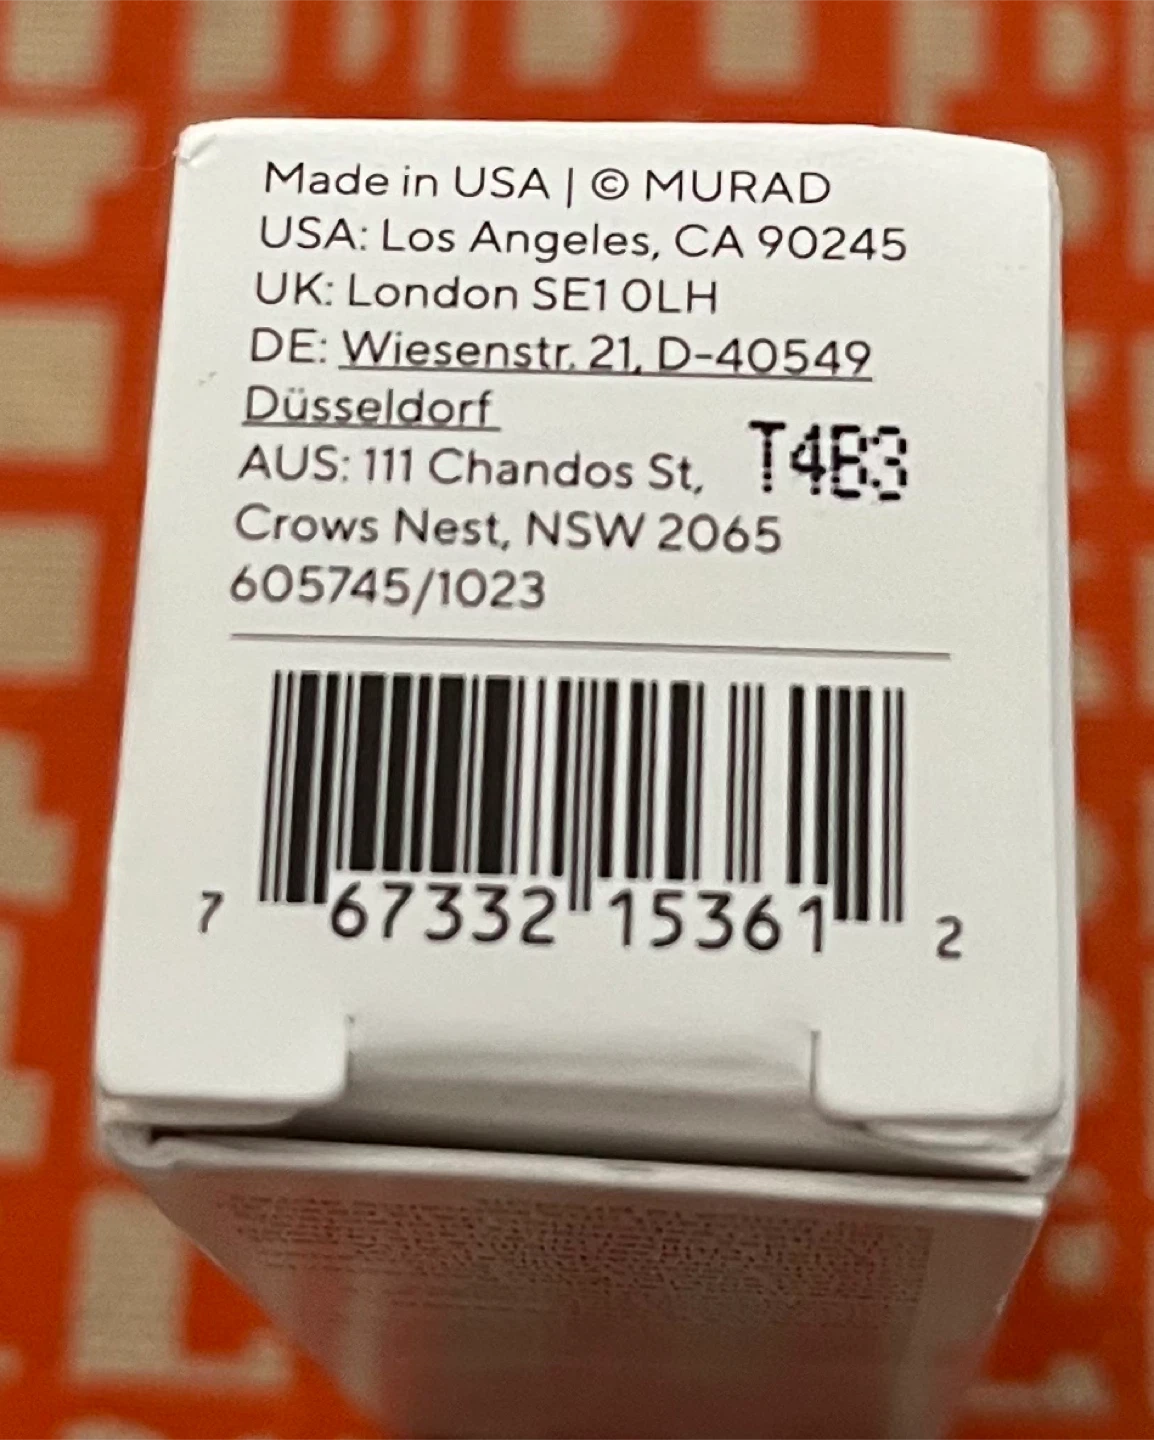 Made in USA | © MURAD
USA: Los Angeles, CA 90245
UK: London SE1 0LH
DE: Wiesenstr. 21, D-40549
Düsseldorf
AUS: 111 Chandos St,
T4B3
Crows Nest, NSW 2065
605745/1023
7 67332 15361 2